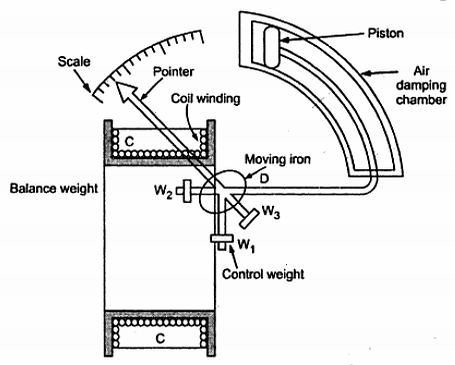 Piston
Scale
Pointer
Air
damping
chamber
Coil winding
C
Moving iron
D
Balance weight
W2
W3
W1
Control weight
C